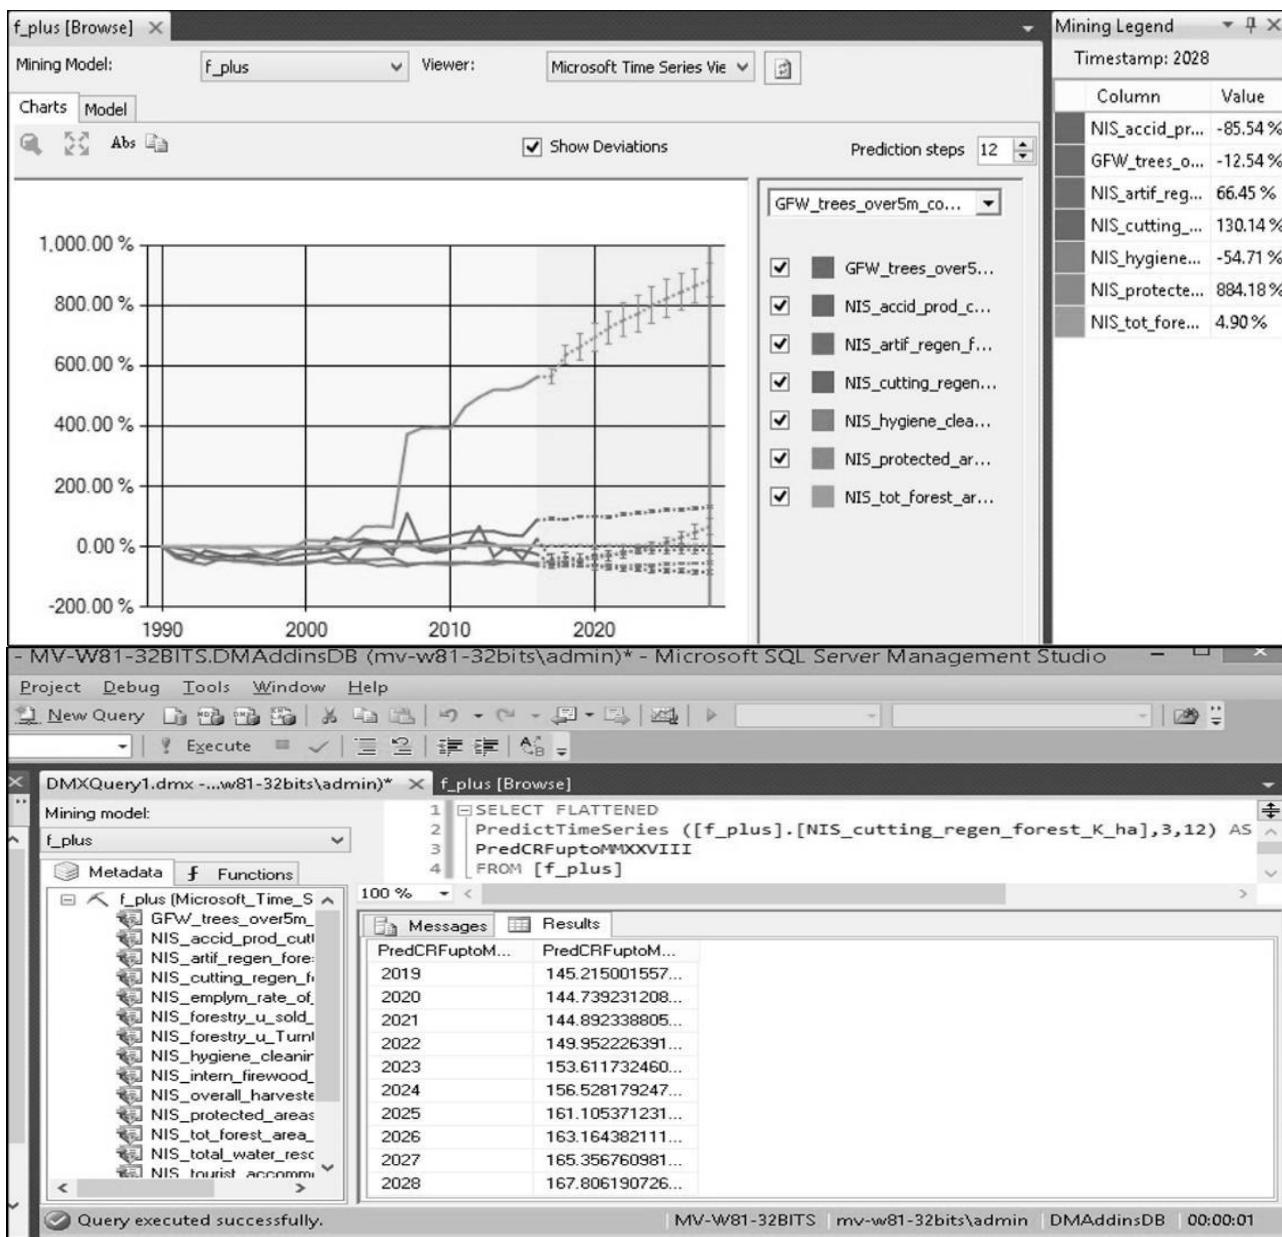 f_plus [Browse] ×
Mining Model: f_plus Viewer: Microsoft Time Series Vie
Charts Model
Abs Show Deviations Prediction steps 12
GFW_trees_over5m_co...
1,000.00 %
800.00 %
600.00 %
400.00 %
200.00 %
0.00 %
-200.00 %
1990 2000 2010 2020
GFW_trees_over5...
NIS_accid_prod_c...
NIS_artif_regen_f...
NIS_cutting_regen...
NIS_hygiene_clea...
NIS_protected_ar...
NIS_tot_forest_ar...
Mining Legend
Timestamp: 2028
Column Value
NIS_accid_pr... -85.54 %
GFW_trees_o... -12.54 %
NIS_artif_reg... 66.45 %
NIS_cutting_... 130.14 %
NIS_hygiene... -54.71 %
NIS_protecte... 884.18 %
NIS_tot_fore... 4.90 %
- MV-W81-32BITS.DMAddinsDB (mv-w81-32bits\admin)* - Microsoft SQL Server Management Studio
Project Debug Tools Window Help
New Query
Execute
DMXQuery1.dmx -...w81-32bits\admin)* × f_plus [Browse]
Mining model:
f_plus
Metadata Functions
f_plus (Microsoft_Time_S
GFW_trees_over5m_
NIS_accid_prod_cutt
NIS_artif_regen_fore
NIS_cutting_regen_f
NIS_emplym_rate_of_
NIS_forestry_u_sold_
NIS_forestry_u_Turn
NIS_hygiene_cleanir
NIS_intern_firewood_
NIS_overall_harveste
NIS_protected_areas
NIS_tot_forest_area_
NIS_total_water_resc
NIS_tourist_accomm
1 SELECT FLATTENED
2 PredictTimeSeries ([f_plus].[NIS_cutting_regen_forest_K_ha],3,12) AS
3 PredCRFuptoMMXXVIII
4 FROM [f_plus]
100 %
Messages Results
PredCRFuptoM... PredCRFuptoM...
2019 145.215001557...
2020 144.739231208...
2021 144.892338805...
2022 149.952226391...
2023 153.611732460...
2024 156.528179247...
2025 161.105371231...
2026 163.164382111...
2027 165.356760981...
2028 167.806190726...
Query executed successfully. MV-W81-32BITS mv-w81-32bits\admin DMAddinsDB 00:00:01